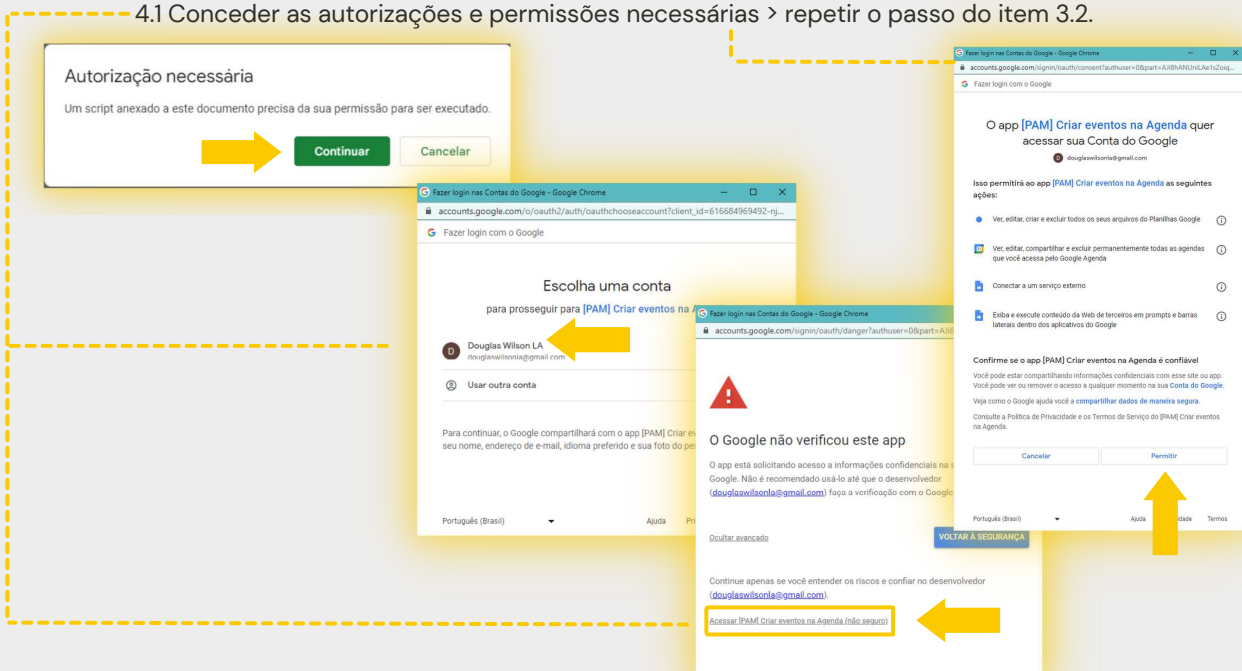 4.1 Conceder as autorizações e permissões necessárias > repetir o passo do item 3.2.
Autorização necessária
Um script anexado a este documento precisa da sua permissão para ser executado.
Continuar
Cancelar
Fazer login nas Contas do Google - Google Chrome
accounts.google.com/o/oauth2/auth/oauthchooseaccount?client_id=616684969492-nj...
G Fazer login com o Google
Escolha uma conta
para prosseguir para [PAM] Criar eventos na
D
Douglas Wilson LA
douglaswilsonla@gmail.com
Usar outra conta
Para continuar, o Google compartilhará com o app [PAM] Criar
seu nome, endereço de e-mail, idioma preferido e sua foto do
Português (Brasil)
Ajuda
Fazer login nas Contas do Google - Google Chrome
accounts.google.com/signin/oauth/danger?authuser=0&part=
O Google não verificou este app
O app está solicitando acesso a informações confidenciais na
Google. Não é recomendado usá-lo até que o desenvolvedor
(douglaswilsonla@gmail.com) faça a verificação com o Google
Ocultar avançado
VOLTAR À SEGURANÇA
Continue apenas se você entender os riscos e confiar no desenvolvedor
(douglaswilsonla@gmail.com).
Acessar [PAM] Criar eventos na Agenda (não seguro)
Fazer login nas Contas do Google - Google Chrome
accounts.google.com/signin/oauth/consent?authuser=0&part=
G Fazer login com o Google
O app [PAM] Criar eventos na Agenda quer
acessar sua Conta do Google
D douglaswilsonla@gmail.com
Isso permitirá ao app [PAM] Criar eventos na Agenda as seguintes
ações:
Ver, editar, criar e excluir todos os seus arquivos do Planilhas Google
Ver, editar, compartilhar e excluir permanentemente todas as agendas
que você acessa pelo Google Agenda
Conectar a um serviço externo
Exiba e execute conteúdo da Web de terceiros em prompts e barras
laterais dentro dos aplicativos do Google
Confirme se o app [PAM] Criar eventos na Agenda é confiável
Você pode estar compartilhando informações confidenciais com esse site ou app.
Você pode ver ou remover o acesso a qualquer momento na sua Conta do Google.
Veja como o Google ajuda você a compartilhar dados de maneira segura.
Consulte a Política de Privacidade e os Termos de Serviço do [PAM] Criar eventos
na Agenda.
Cancelar
Permitir
Português (Brasil)
Ajuda
Termos